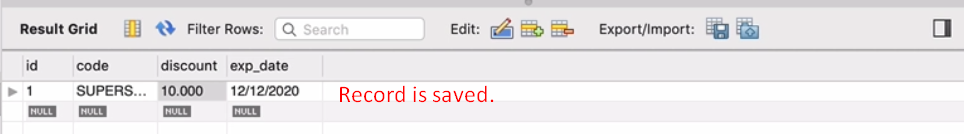 Result Grid Filter Rows: Search Edit: Export/Import:
id code discount exp_date
1 SUPERS... 10.000 12/12/2020 Record is saved.
NULL NULL NULL NULL